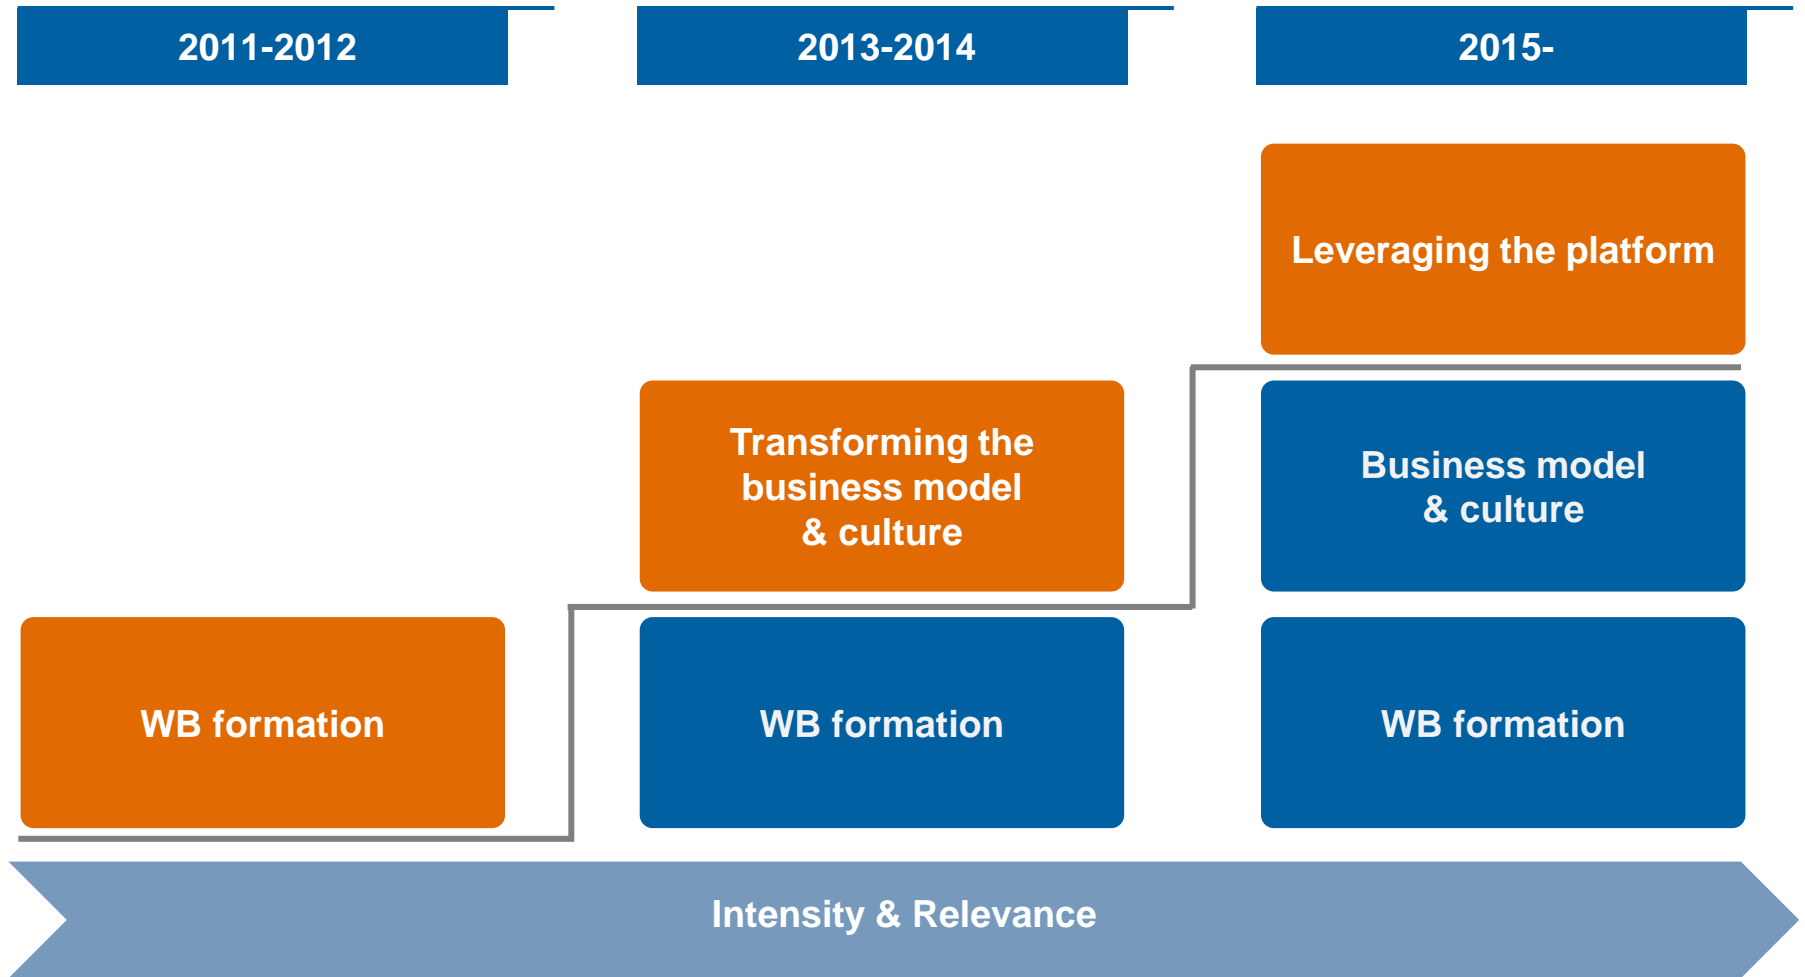 2011-2012
2013-2014
2015-
Leveraging the platform
Transforming the
business model
& culture
Business model
& culture
WB formation
WB formation
WB formation
Intensity & Relevance